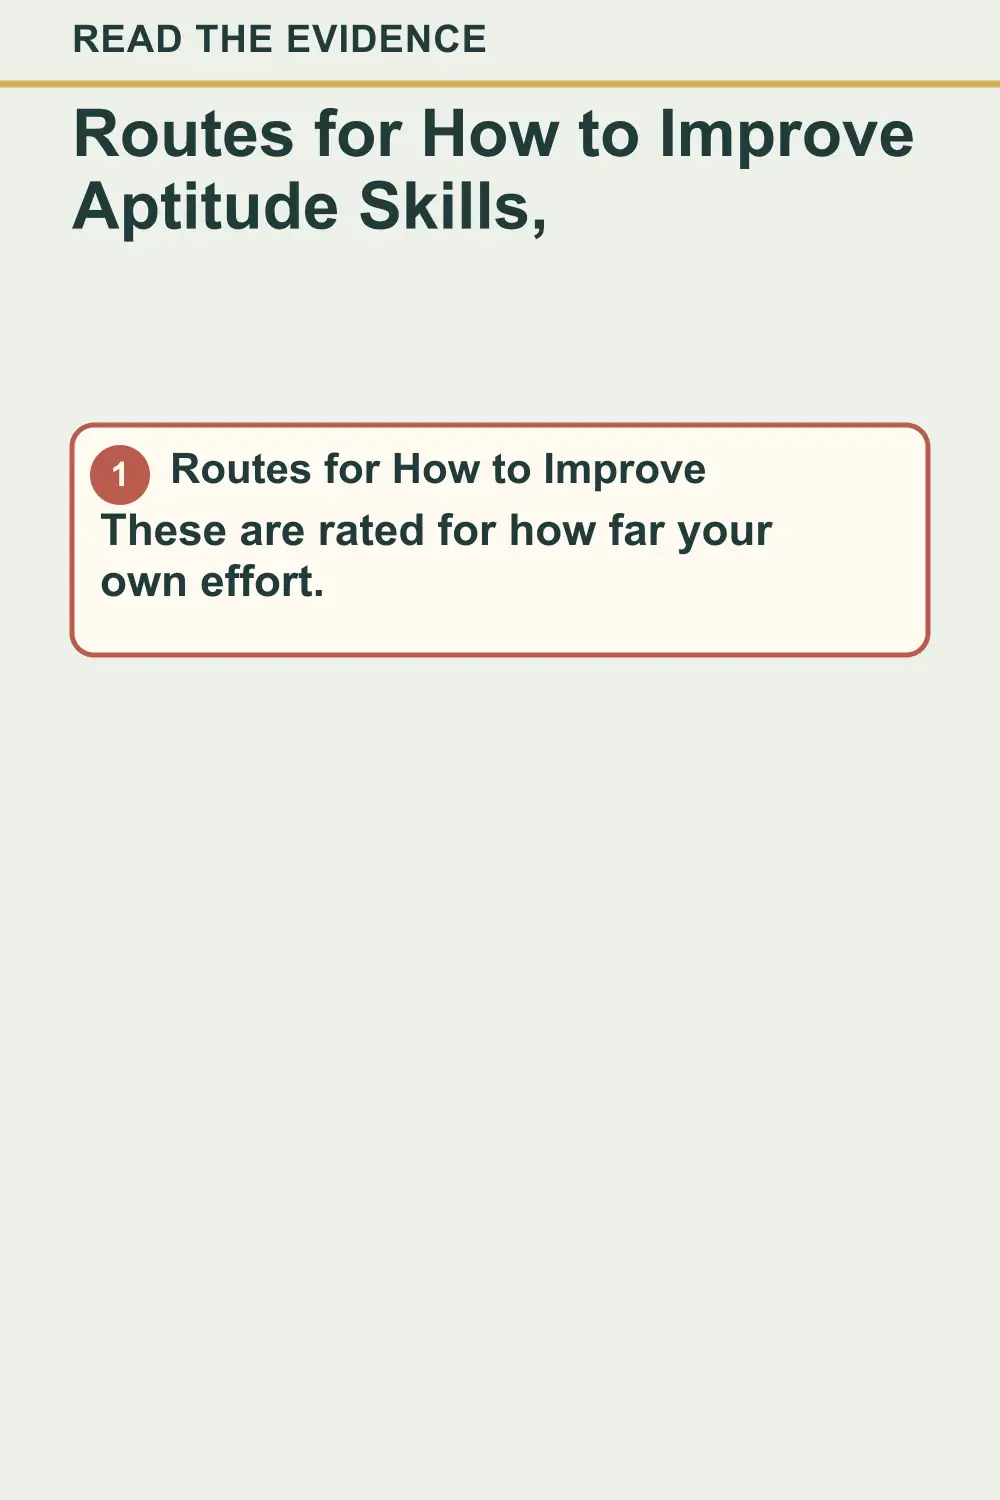 READ THE EVIDENCE
Routes for How to Improve
Aptitude Skills,
1 Routes for How to Improve
These are rated for how far your
own effort.